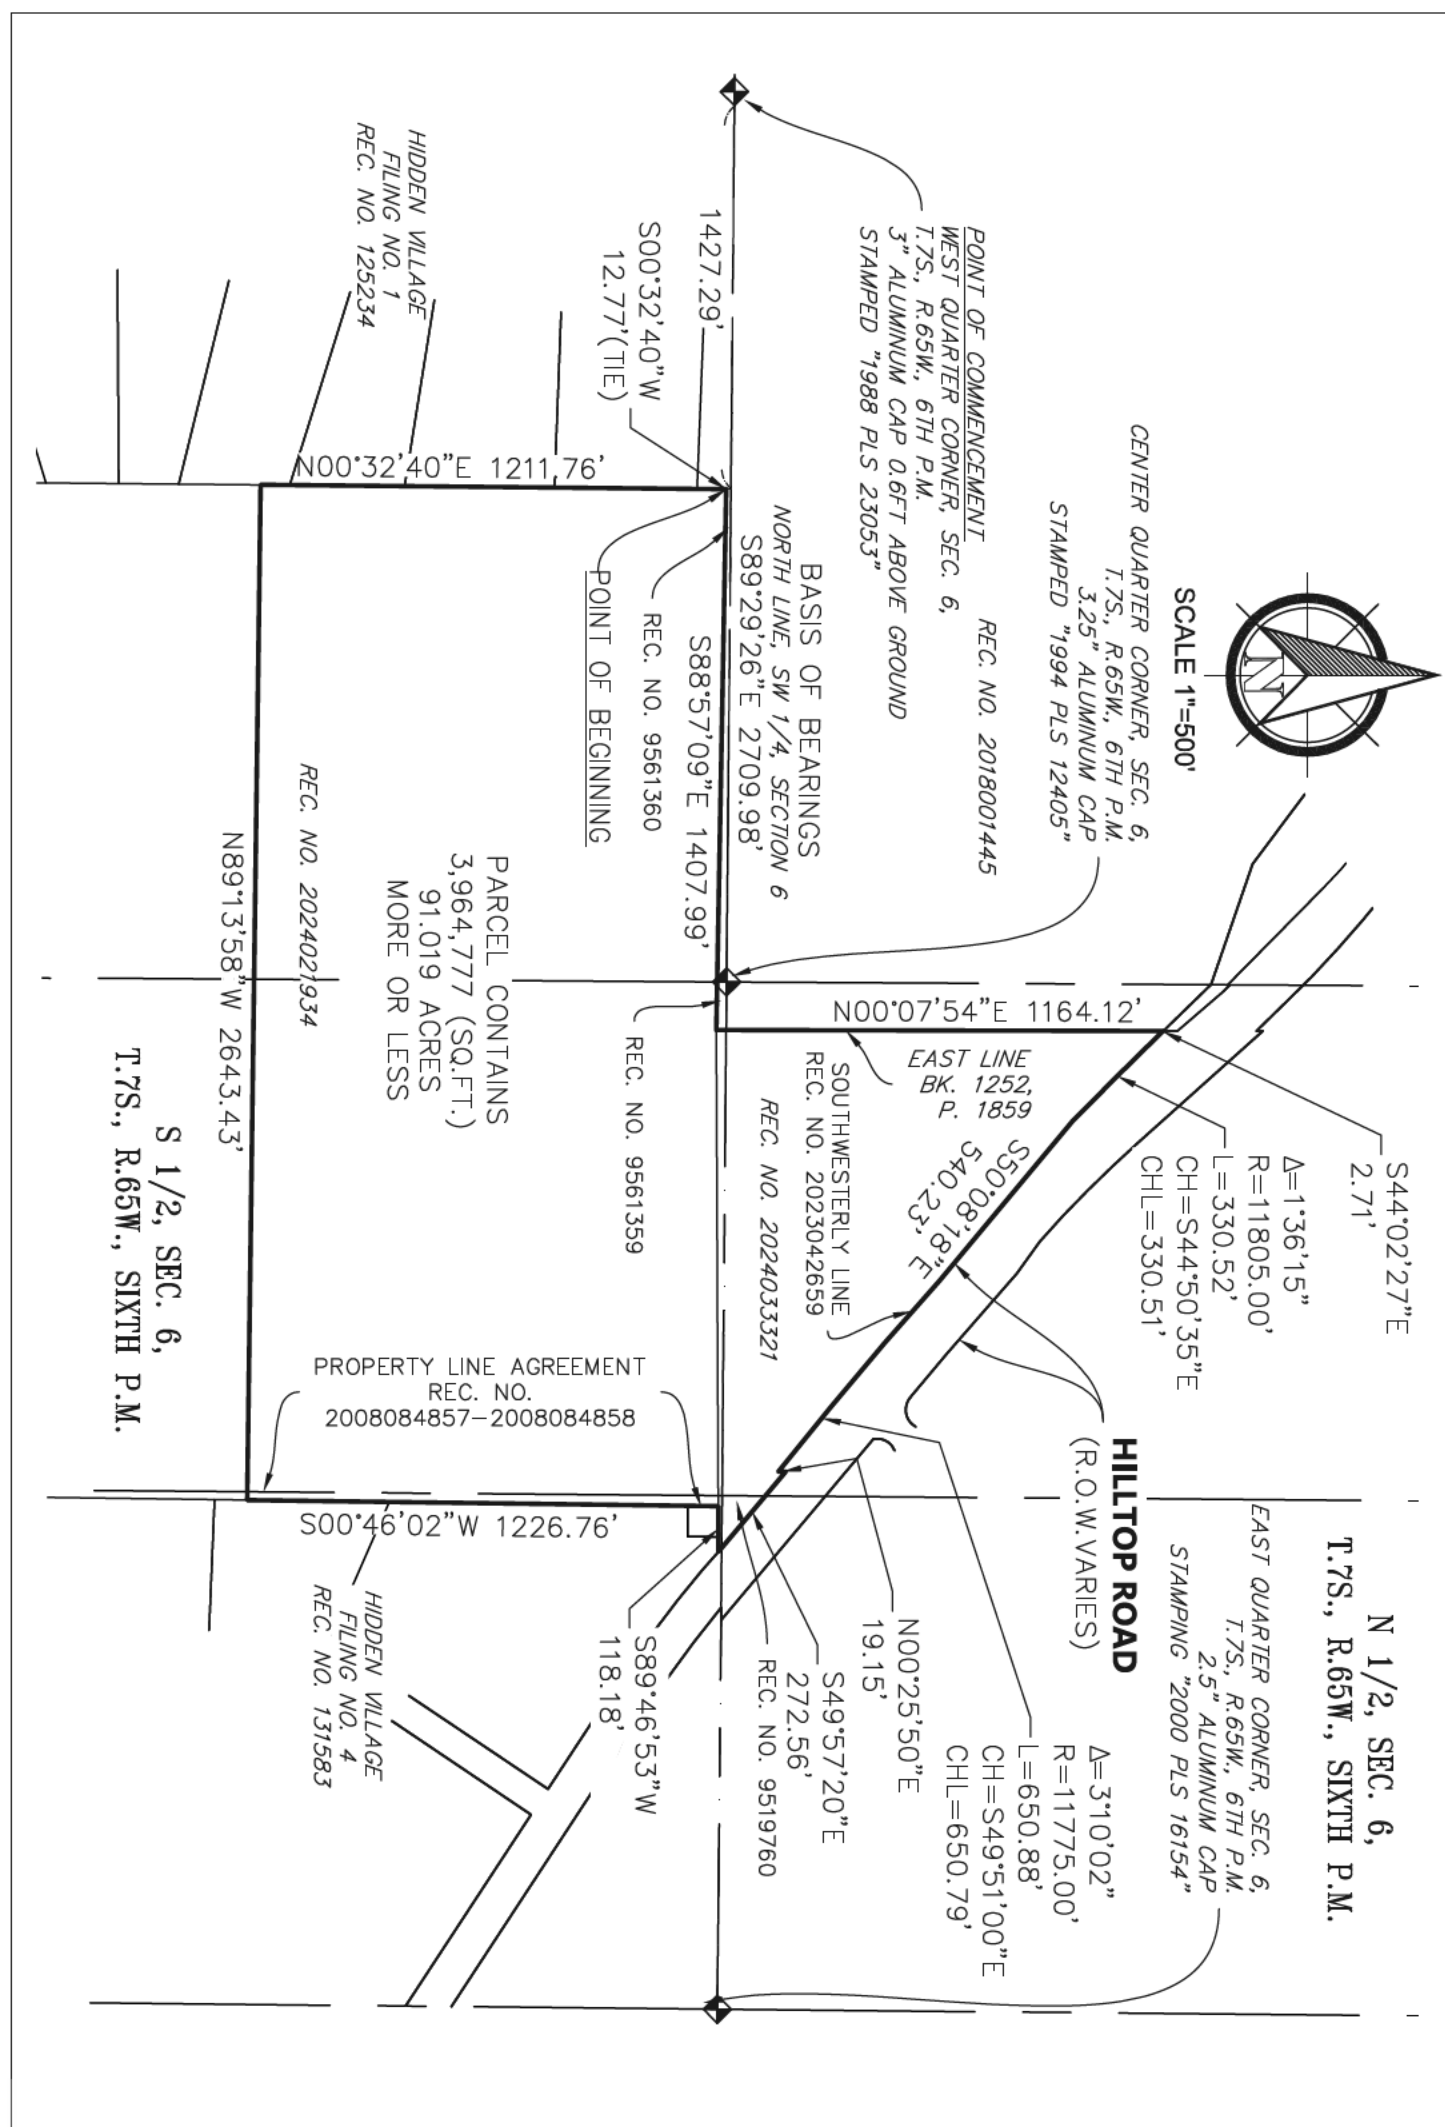 POINT OF COMMENCEMENT
WEST QUARTER CORNER, SEC. 6,
T.7S., R.65W., 6TH P.M.
3" ALUMINUM CAP 0.6FT ABOVE GROUND
STAMPED "1988 PLS 23053"
1427.29'
S00°32'40"W
12.77'(TIE)
HIDDEN VILLAGE
FILING NO. 1
REC. NO. 125234
N
SCALE 1"=500'
CENTER QUARTER CORNER, SEC. 6,
T.7S., R.65W., 6TH P.M.
3.25" ALUMINUM CAP
STAMPED "1994 PLS 12405"
REC. NO. 2018001445
BASIS OF BEARINGS
NORTH LINE, SW 1/4, SECTION 6
S89°29'26"E 2709.98'
S88°57'09"E 1407.99'
REC. NO. 9561360
POINT OF BEGINNING
N00°32'40"E 1211.76'
PARCEL CONTAINS
3,964,777 (SQ.FT.)
91.019 ACRES
MORE OR LESS
REC. NO. 2024021934
N89°13'58"W 2643.43'
N00°07'54"E 1164.12'
EAST LINE
BK. 1252,
P. 1859
S44°02'27"E
2.71'
Δ=1°36'15"
R=11805.00'
L=330.52'
CH=S44°50'35"E
CHL=330.51'
S50°08'18"E
540.23'
SOUTHWESTERLY LINE
REC. NO. 2023042659
REC. NO. 2024033321
REC. NO. 9561359
S 1/2, SEC. 6,
T.7S., R.65W., SIXTH P.M.
PROPERTY LINE AGREEMENT
REC. NO.
2008084857-2008084858
HILLTOP ROAD
(R.O.W.VARIES)
N 1/2, SEC. 6,
T.7S., R.65W., SIXTH P.M.
EAST QUARTER CORNER, SEC. 6,
T.7S., R.65W., 6TH P.M.
2.5" ALUMINUM CAP
STAMPING "2000 PLS 16154"
Δ=3°10'02"
R=11775.00'
L=650.88'
CH=S49°51'00"E
CHL=650.79'
N00°25'50"E
19.15'
S49°57'20"E
272.56'
REC. NO. 9519760
S89°46'53"W
118.18'
S00°46'02"W 1226.76'
HIDDEN VILLAGE
FILING NO. 4
REC. NO. 131583